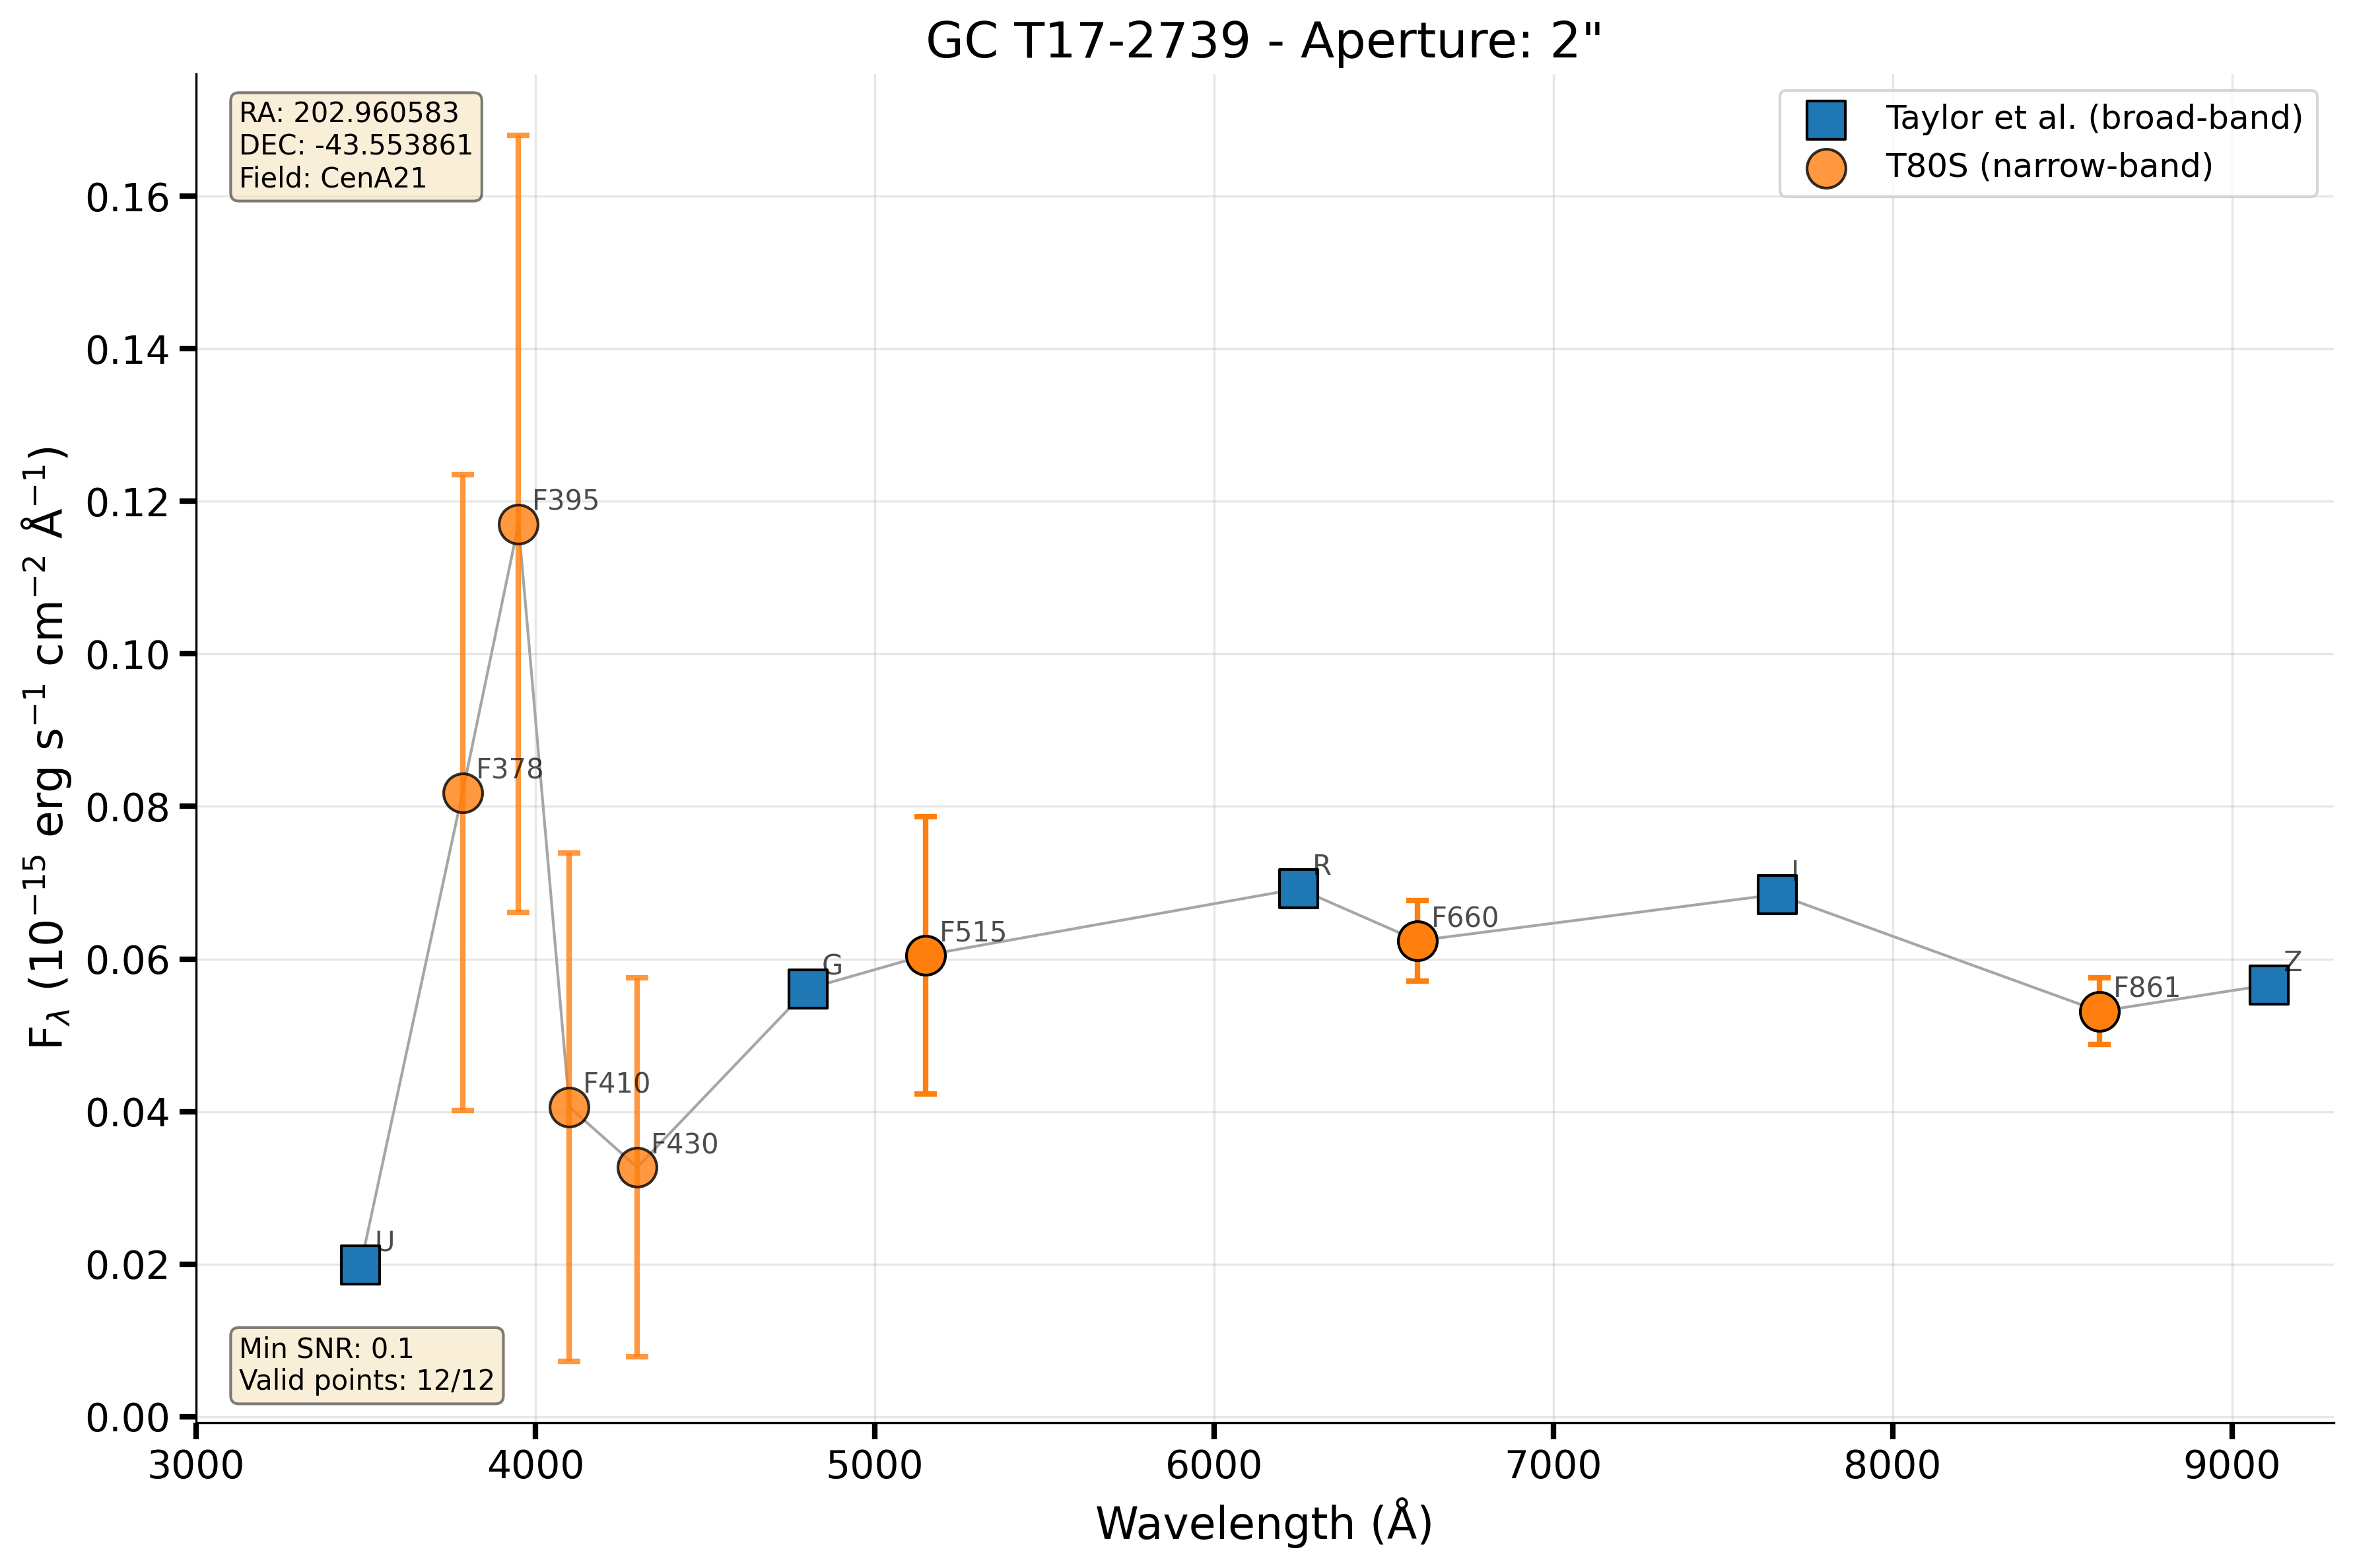 GC T17-2739 - Aperture: 2"
RA: 202.960583
DEC: -43.553861
Field: CenA21
Taylor et al. (broad-band)
T80S (narrow-band)
F395
F378
F410
F430
U
G
F515
R
F660
I
F861
Z
Min SNR: 0.1
Valid points: 12/12
0.16
0.14
0.12
0.10
0.08
0.06
0.04
0.02
0.00
3000 4000 5000 6000 7000 8000 9000
Wavelength (Å)
F$_{λ}$ (10$^{−15}$ erg s$^{−1}$ cm$^{−2}$ Å$^{−1}$)